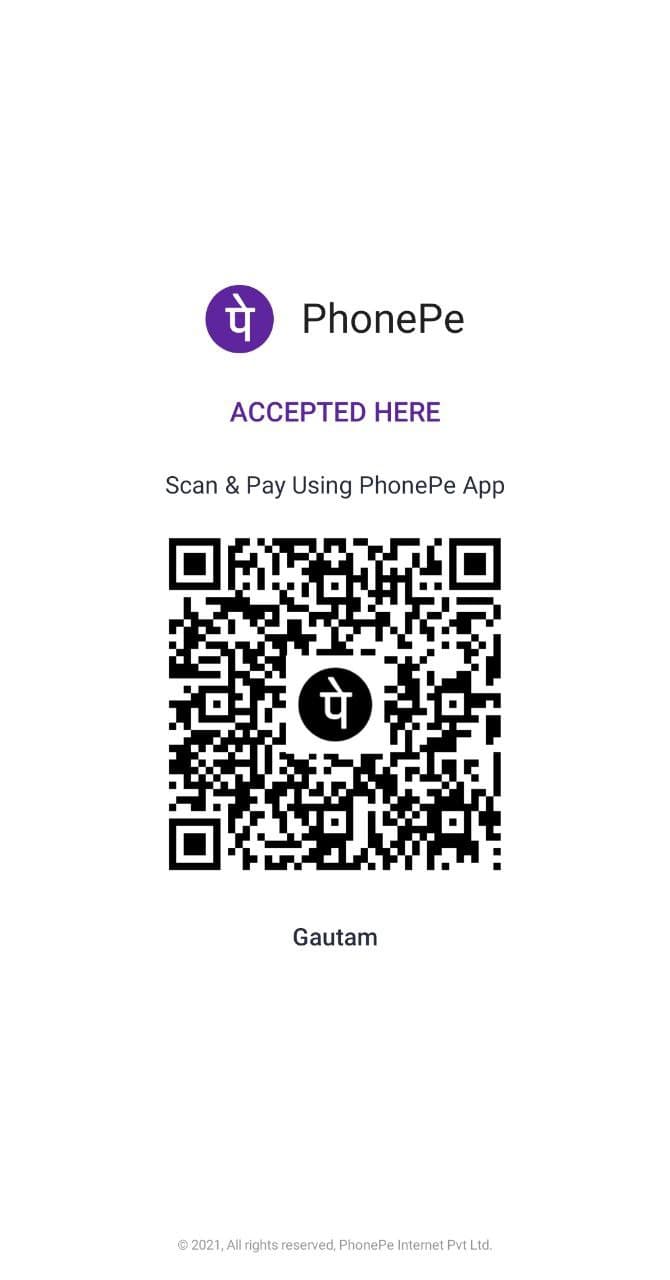 पे PhonePe
ACCEPTED HERE
Scan & Pay Using PhonePe App
पे
Gautam
© 2021, All rights reserved, PhonePe Internet Pvt Ltd.